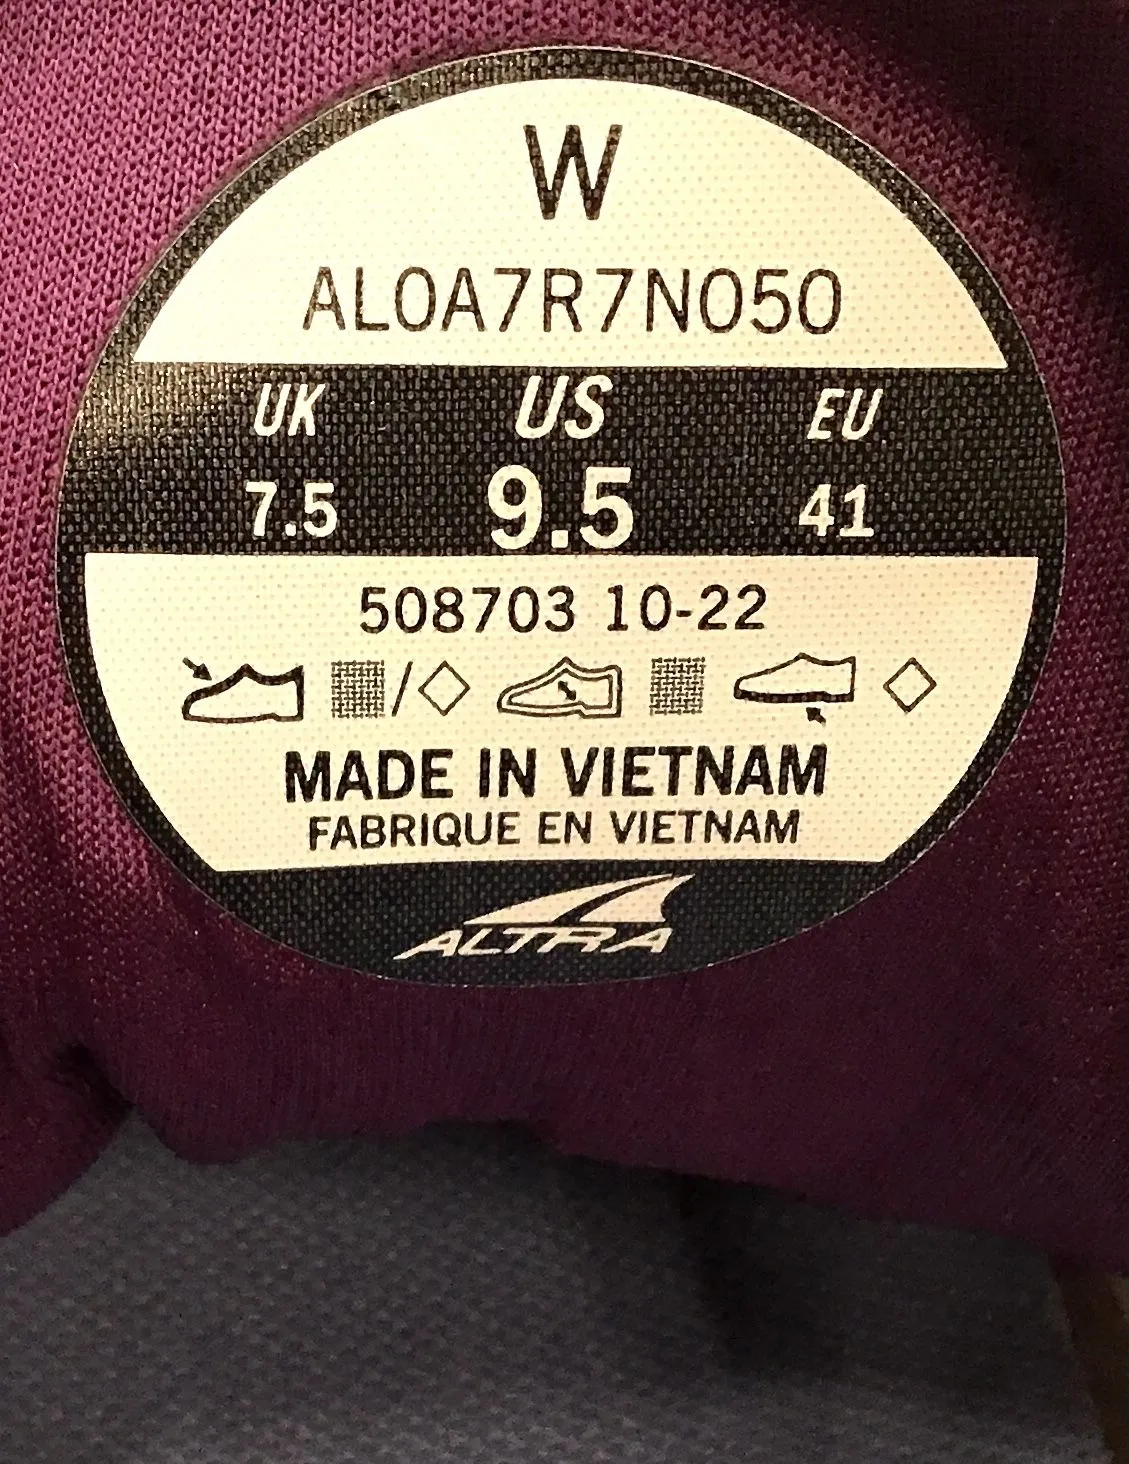 W
AL0A7R7N050
UK US EU
7.5 9.5 41
508703 10-22
MADE IN VIETNAM
FABRIQUE EN VIETNAM
ALTRA